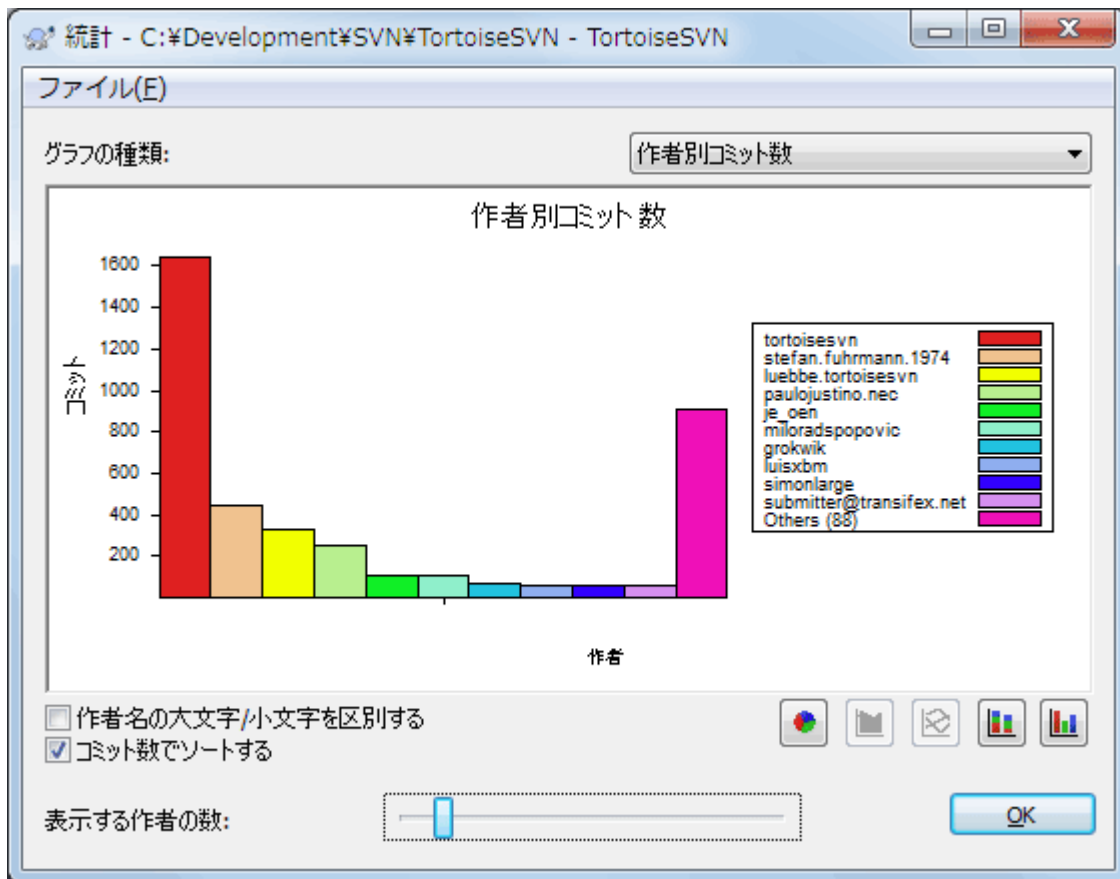 統計 - C:¥Development¥SVN¥TortoiseSVN - TortoiseSVN
ファイル(F)
グラフの種類:
作者別コミット数
作者別コミット数
コミット
1600
1400
1200
1000
800
600
400
200
作者
tortoisesvn
stefan.fuhrmann.1974
luebbe.tortoisesvn
paulojustino.nec
je_oen
miloradspopovic
grokwik
luisxbm
simonlarge
submitter@transifex.net
Others (88)
作者名の大文字/小文字を区別する
コミット数でソートする
表示する作者の数:
OK